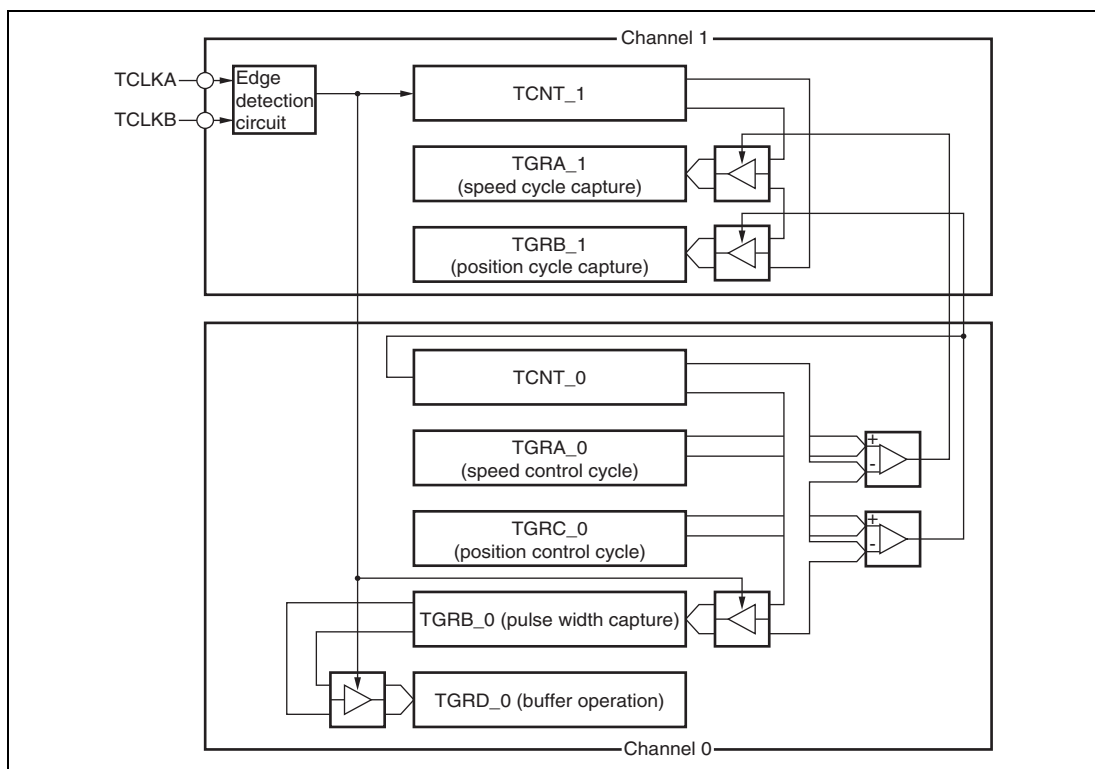 Channel 1
TCLKA
TCLKB
Edge
detection
circuit
TCNT_1
TGRA_1
(speed cycle capture)
TGRB_1
(position cycle capture)
TCNT_0
TGRA_0
(speed control cycle)
+
-
TGRC_0
(position control cycle)
+
-
TGRB_0 (pulse width capture)
TGRD_0 (buffer operation)
Channel 0